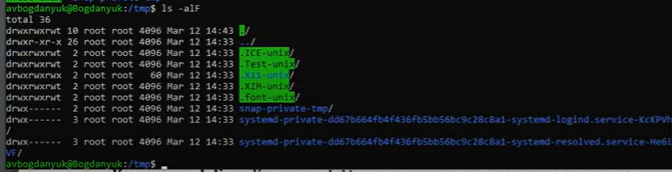 avbogdanyuk@Bogdanyuk:/tmp$ ls -alF
total 36
drwxrwxrwt 10 root root 4096 Mar 12 14:43 ./
drwxr-xr-x 26 root root 4096 Mar 12 14:33 ../
drwxrwxrwt 2 root root 4096 Mar 12 14:33 .ICE-unix/
drwxrwxrwt 2 root root 4096 Mar 12 14:33 .Test-unix/
drwxrwxrwx 2 root root 60 Mar 12 14:33 .X11-unix/
drwxrwxrwt 2 root root 4096 Mar 12 14:33 .XIM-unix/
drwxrwxrwt 2 root root 4096 Mar 12 14:33 .font-unix/
drwx------ 2 root root 4096 Mar 12 14:33 snap-private-tmp/
drwx------ 3 root root 4096 Mar 12 14:33 systemd-private-dd67b664fb4f436fb5bb56bc9c28c8a1-systemd-logind.service-KcKPVh
/
drwx------ 3 root root 4096 Mar 12 14:33 systemd-private-dd67b664fb4f436fb5bb56bc9c28c8a1-systemd-resolved.service-He6i
VF/
avbogdanyuk@Bogdanyuk:/tmp$